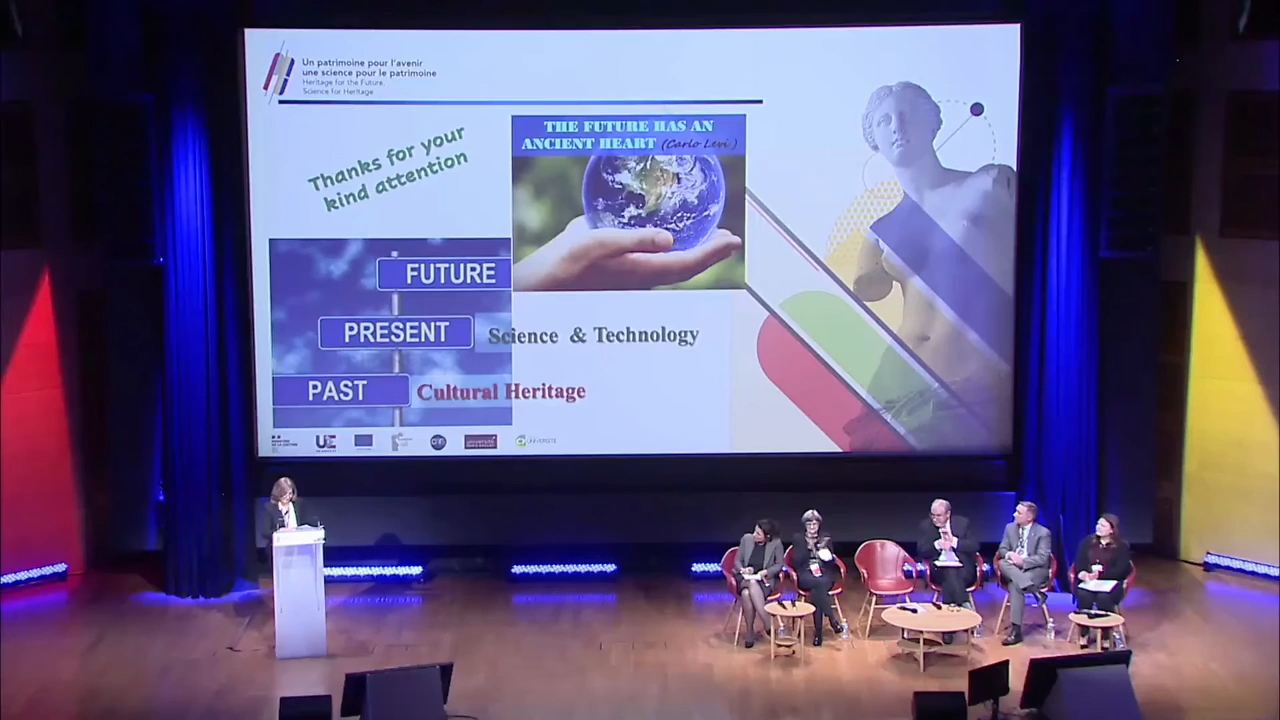 Un patrimoine pour l'avenir
une science pour le patrimoine
Heritage for the Future,
Science for Heritage
Thanks for your
kind attention
THE FUTURE HAS AN
ANCIENT HEART (Carlo Levi)
FUTURE
PRESENT
Science & Technology
PAST
Cultural Heritage